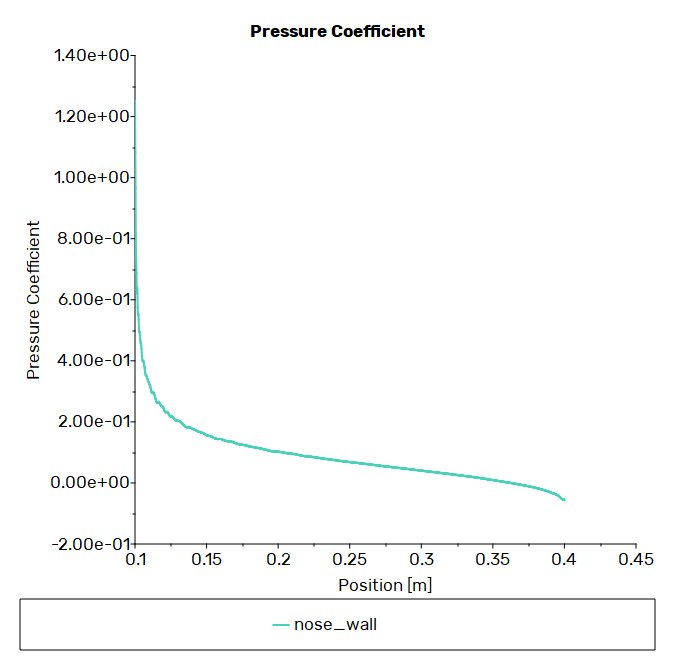 Pressure Coefficient
1.40e+00
1.20e+00
1.00e+00
8.00e-01
6.00e-01
4.00e-01
2.00e-01
0.00e+00
-2.00e-01
Pressure Coefficient
0.1 0.15 0.2 0.25 0.3 0.35 0.4 0.45
Position [m]
nose_wall